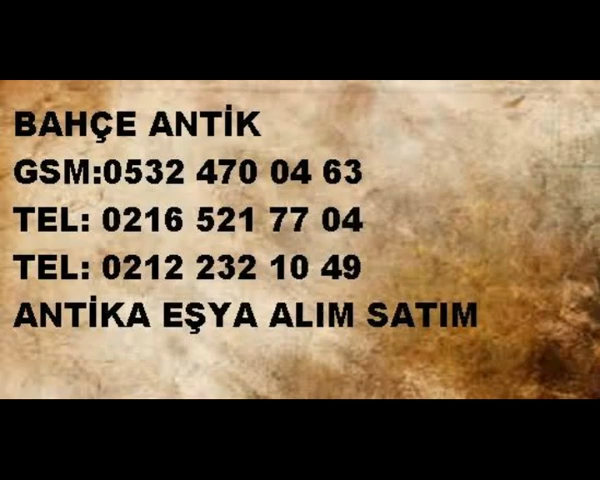 BAHÇE ANTİK
GSM:0532 470 04 63
TEL: 0216 521 77 04
TEL: 0212 232 10 49
ANTİKA EŞYA ALIM SATIM